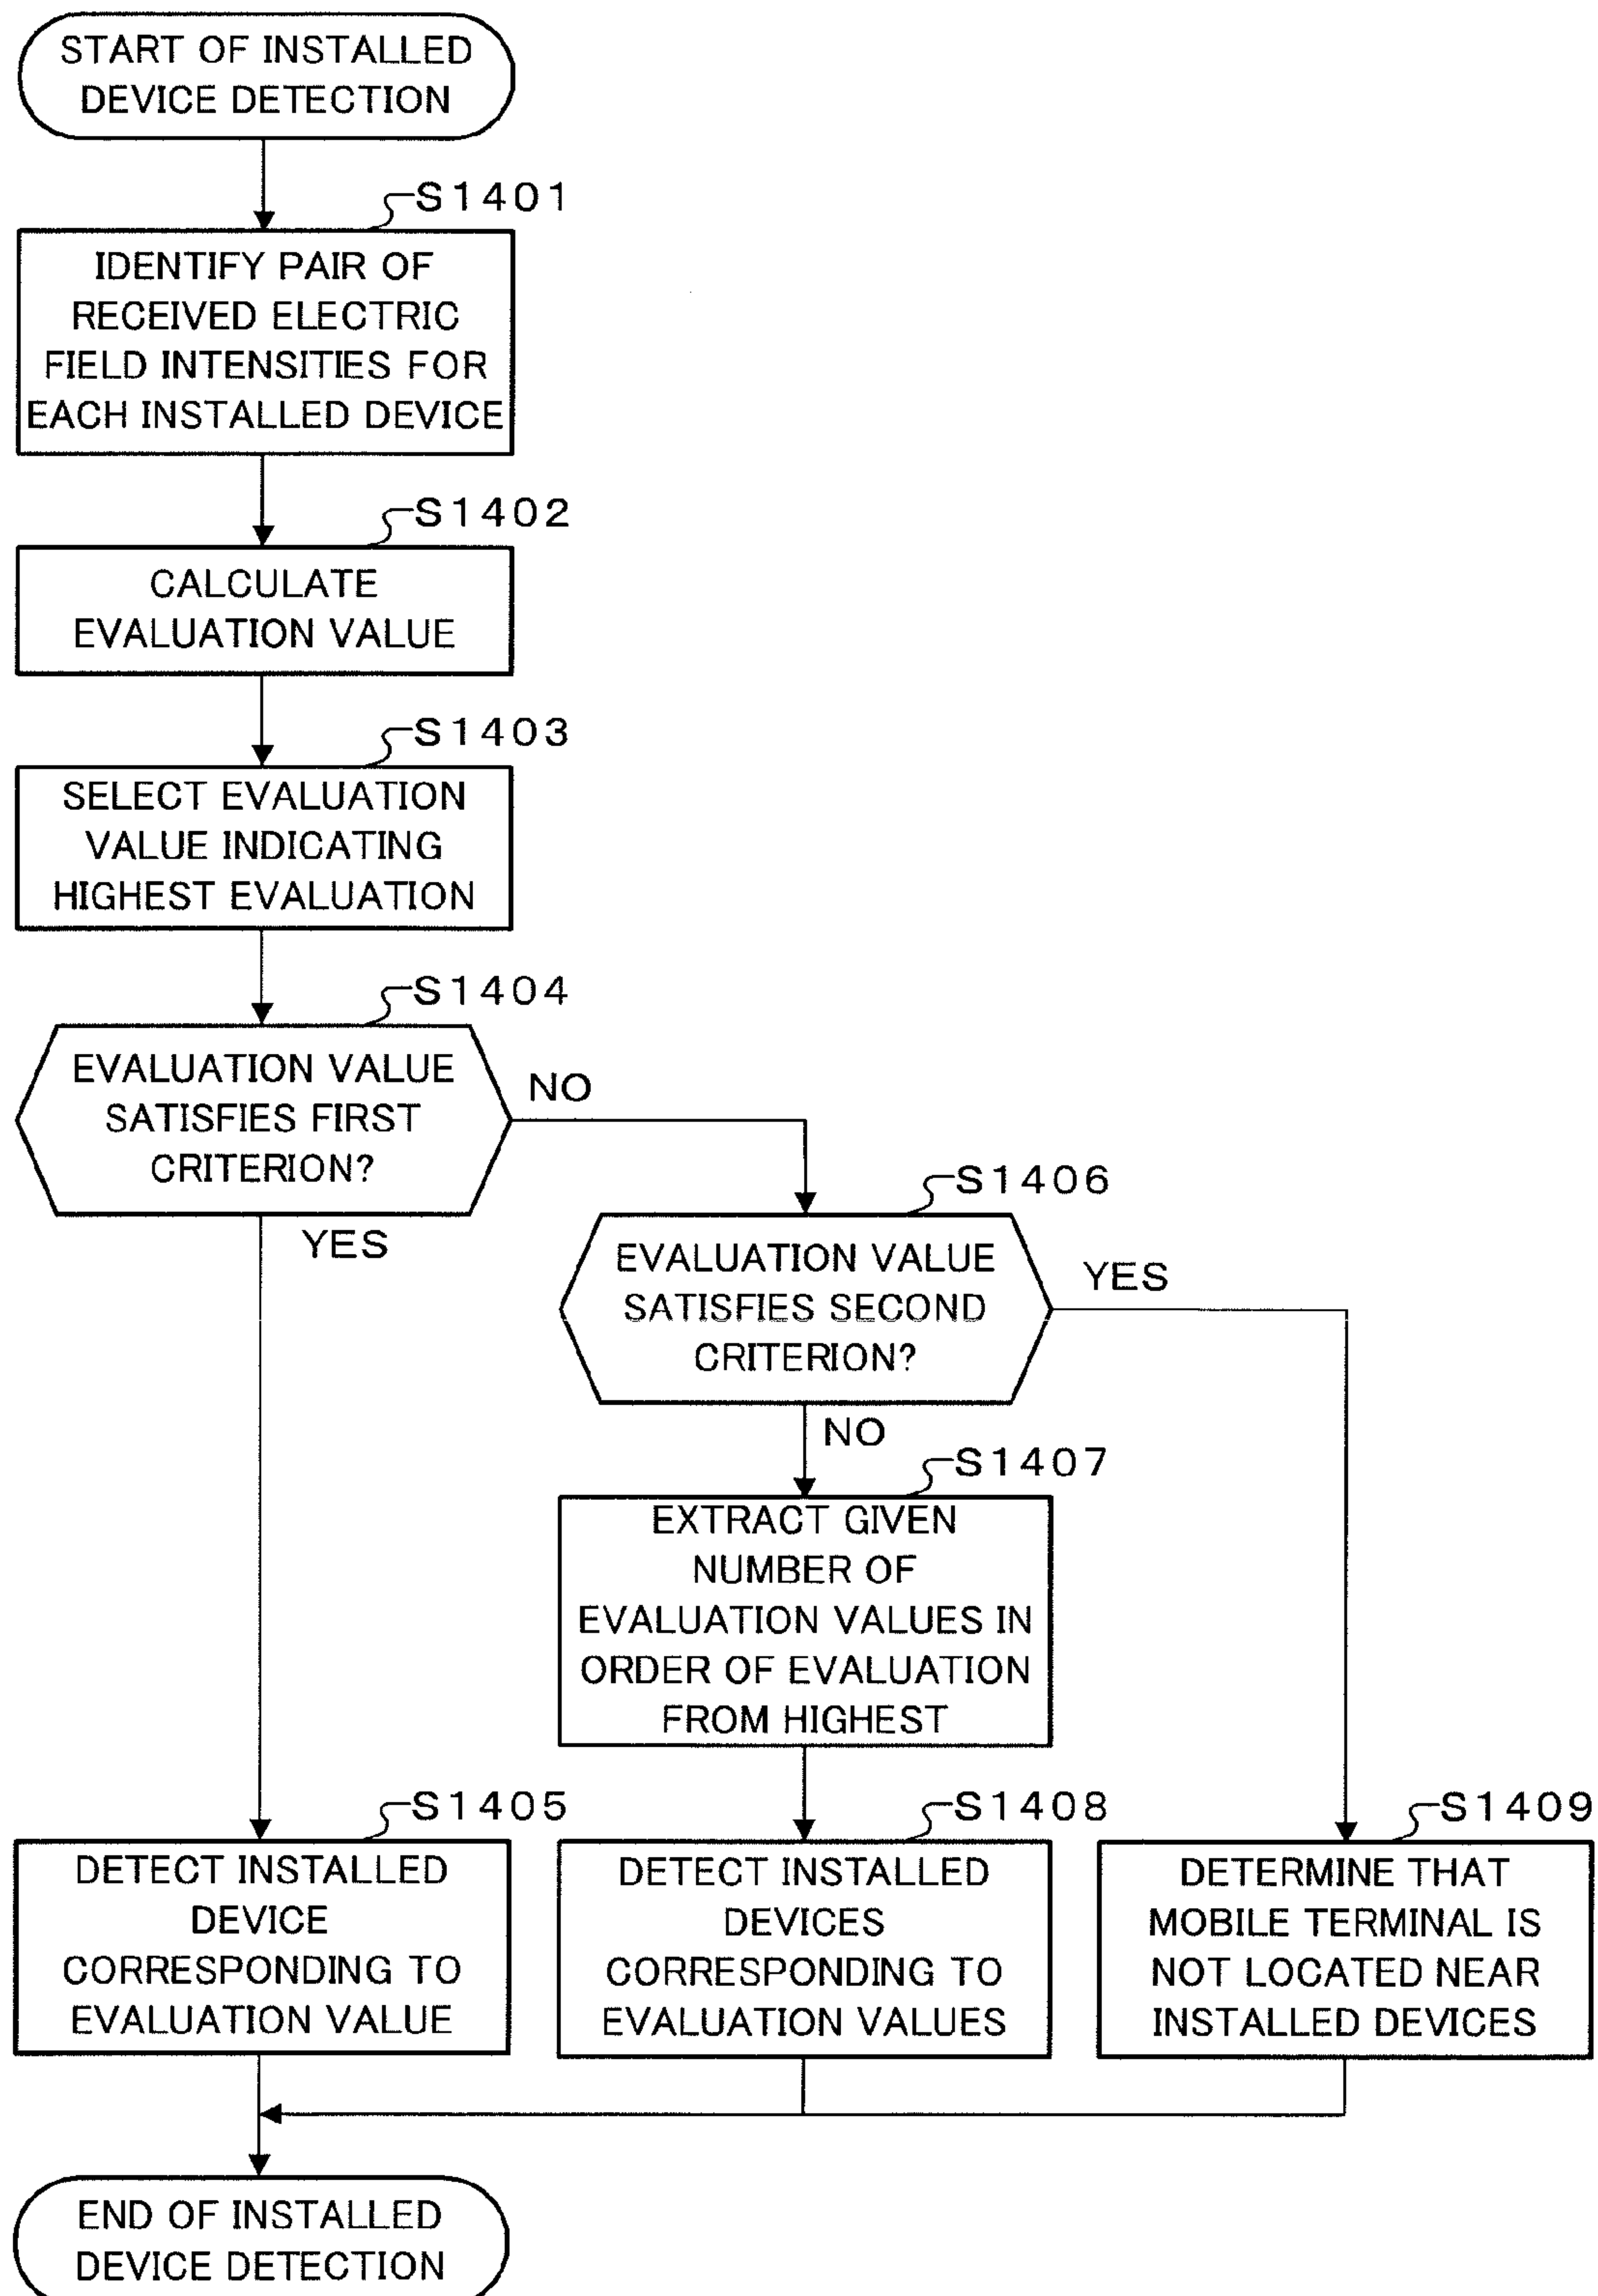 START OF INSTALLED
DEVICE DETECTION
S1401
IDENTIFY PAIR OF
RECEIVED ELECTRIC
FIELD INTENSITIES FOR
EACH INSTALLED DEVICE
S1402
CALCULATE
EVALUATION VALUE
S1403
SELECT EVALUATION
VALUE INDICATING
HIGHEST EVALUATION
S1404
EVALUATION VALUE
SATISFIES FIRST
CRITERION?
NO
YES
S1406
EVALUATION VALUE
SATISFIES SECOND
CRITERION?
YES
NO
S1407
EXTRACT GIVEN
NUMBER OF
EVALUATION VALUES IN
ORDER OF EVALUATION
FROM HIGHEST
S1405
DETECT INSTALLED
DEVICE
CORRESPONDING TO
EVALUATION VALUE
S1408
DETECT INSTALLED
DEVICES
CORRESPONDING TO
EVALUATION VALUES
S1409
DETERMINE THAT
MOBILE TERMINAL IS
NOT LOCATED NEAR
INSTALLED DEVICES
END OF INSTALLED
DEVICE DETECTION